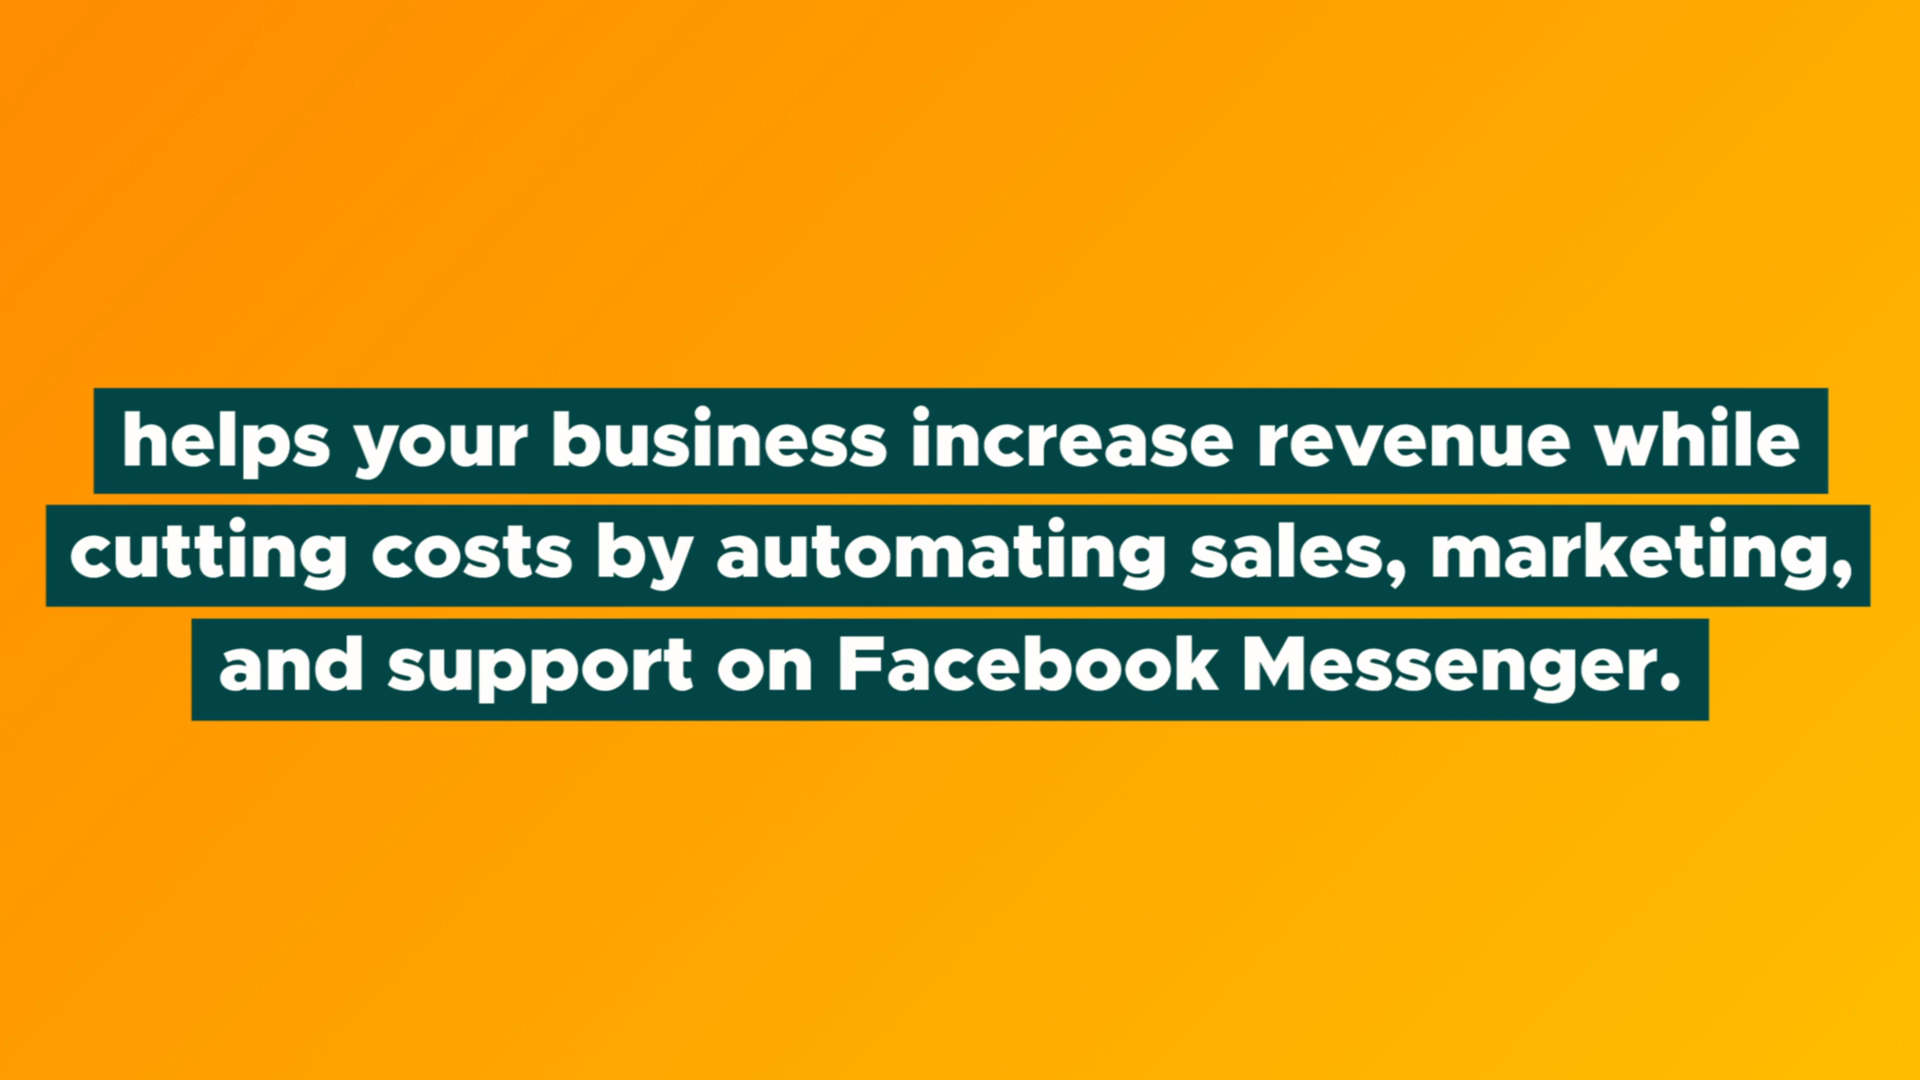 helps your business increase revenue while
cutting costs by automating sales, marketing,
and support on Facebook Messenger.